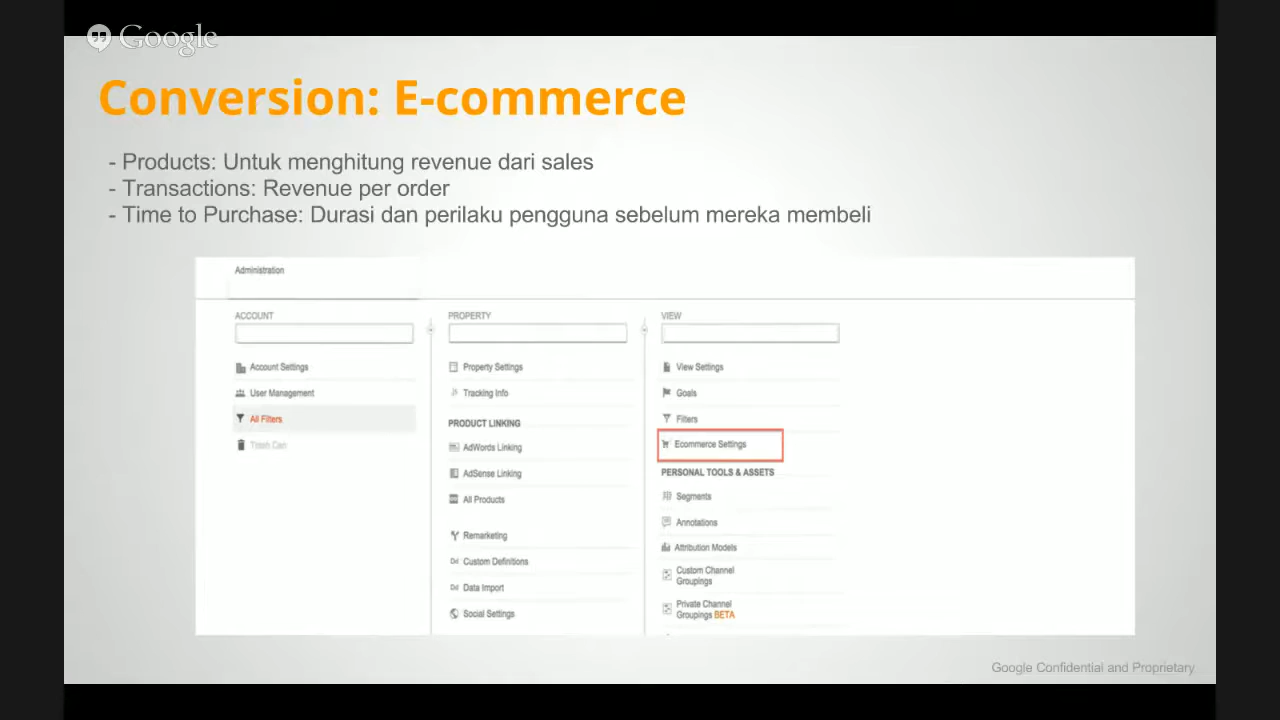 Google
Conversion: E-commerce
- Products: Untuk menghitung revenue dari sales
- Transactions: Revenue per order
- Time to Purchase: Durasi dan perilaku pengguna sebelum mereka membeli
Administration
ACCOUNT
Account Settings
User Management
All Filters
Trash Can
PROPERTY
Property Settings
Tracking Info
PRODUCT LINKING
AdWords Linking
AdSense Linking
All Products
Remarketing
Dd Custom Definitions
Dd Data Import
Social Settings
VIEW
View Settings
Goals
Filters
Ecommerce Settings
PERSONAL TOOLS & ASSETS
Segments
Annotations
Attribution Models
Custom Channel
Groupings
Private Channel
Groupings BETA
Google Confidential and Proprietary